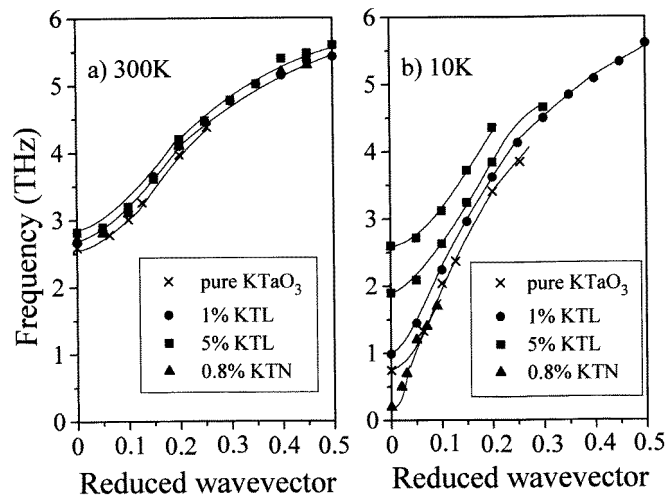 a) 300K
6
5
4
3
2
1
0
Frequency (THz)
× pure KTaO₃
● 1% KTL
■ 5% KTL
▲ 0.8% KTN
0 0.1 0.2 0.3 0.4 0.5
Reduced wavevector
b) 10K
6
5
4
3
2
1
0
× pure KTaO₃
● 1% KTL
■ 5% KTL
▲ 0.8% KTN
0 0.1 0.2 0.3 0.4 0.5
Reduced wavevector